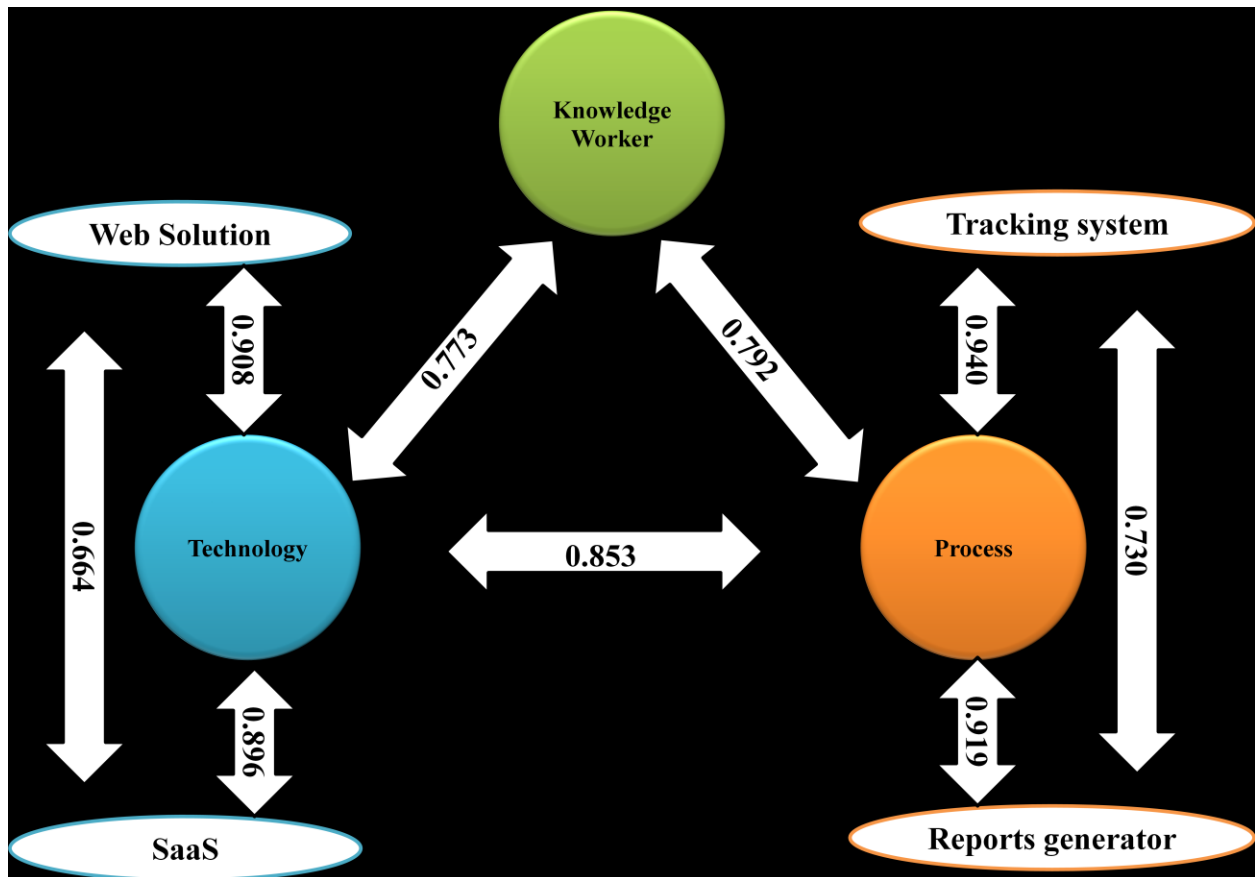 Knowledge
Worker
Web Solution
Tracking system
0.908
0.773
0.792
0.940
0.664
Technology
0.853
Process
0.730
0.896
0.919
SaaS
Reports generator